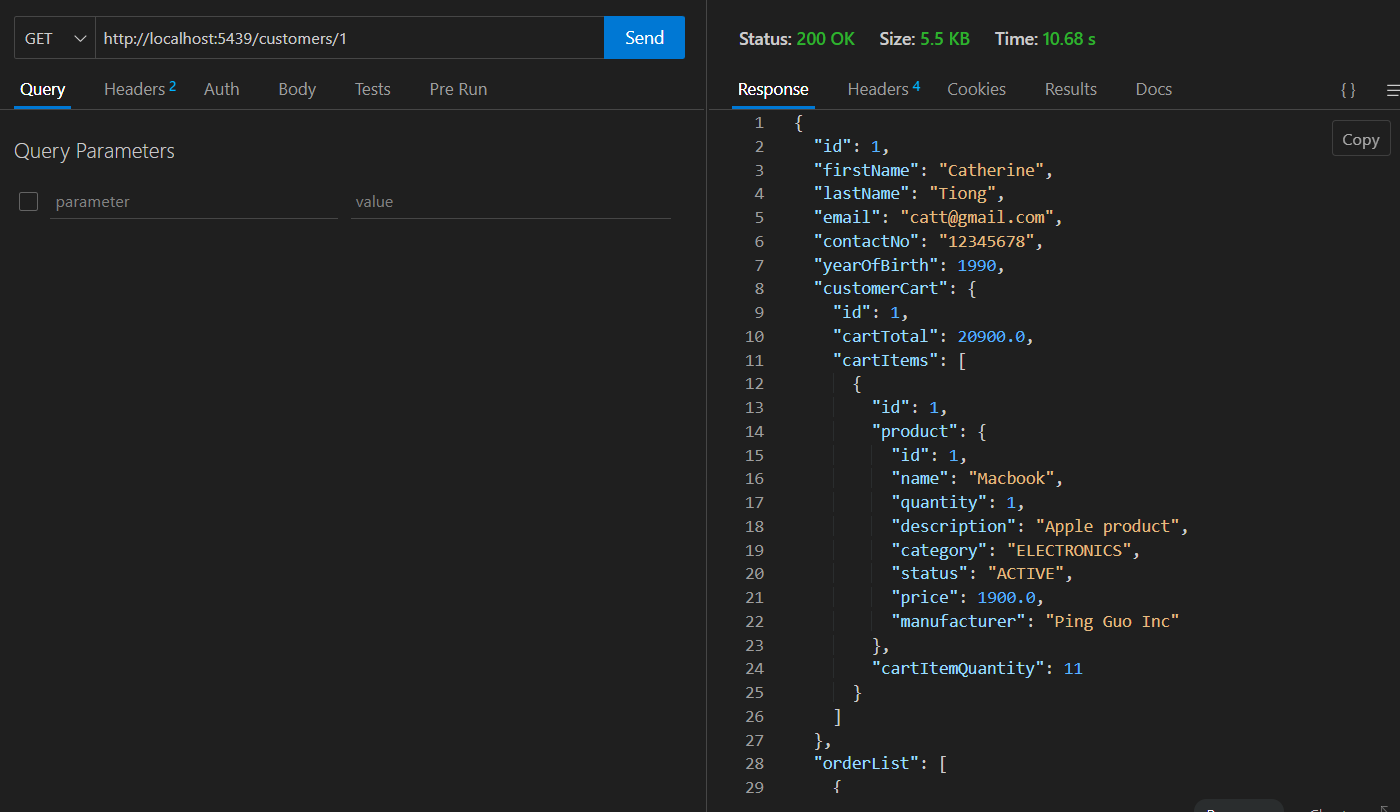 GET http://localhost:5439/customers/1 Send
Query Headers 2 Auth Body Tests Pre Run
Query Parameters
parameter value
Status: 200 OK Size: 5.5 KB Time: 10.68 s
Response Headers 4 Cookies Results Docs { }
Copy
1 {
2 "id": 1,
3 "firstName": "Catherine",
4 "lastName": "Tiong",
5 "email": "catt@gmail.com",
6 "contactNo": "12345678",
7 "yearOfBirth": 1990,
8 "customerCart": {
9 "id": 1,
10 "cartTotal": 20900.0,
11 "cartItems": [
12 {
13 "id": 1,
14 "product": {
15 "id": 1,
16 "name": "Macbook",
17 "quantity": 1,
18 "description": "Apple product",
19 "category": "ELECTRONICS",
20 "status": "ACTIVE",
21 "price": 1900.0,
22 "manufacturer": "Ping Guo Inc"
23 },
24 "cartItemQuantity": 11
25 }
26 ]
27 },
28 "orderList": [
29 {